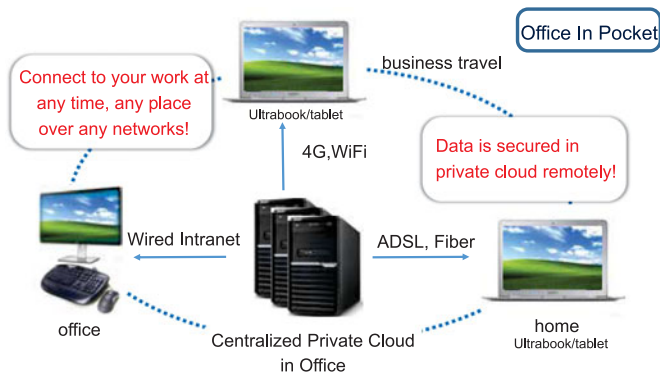 Office In Pocket
Connect to your work at
any time, any place
over any networks!
business travel
Ultrabook/tablet
4G,WiFi
Data is secured in
private cloud remotely!
Wired Intranet
ADSL, Fiber
office
Centralized Private Cloud
in Office
home
Ultrabook/tablet